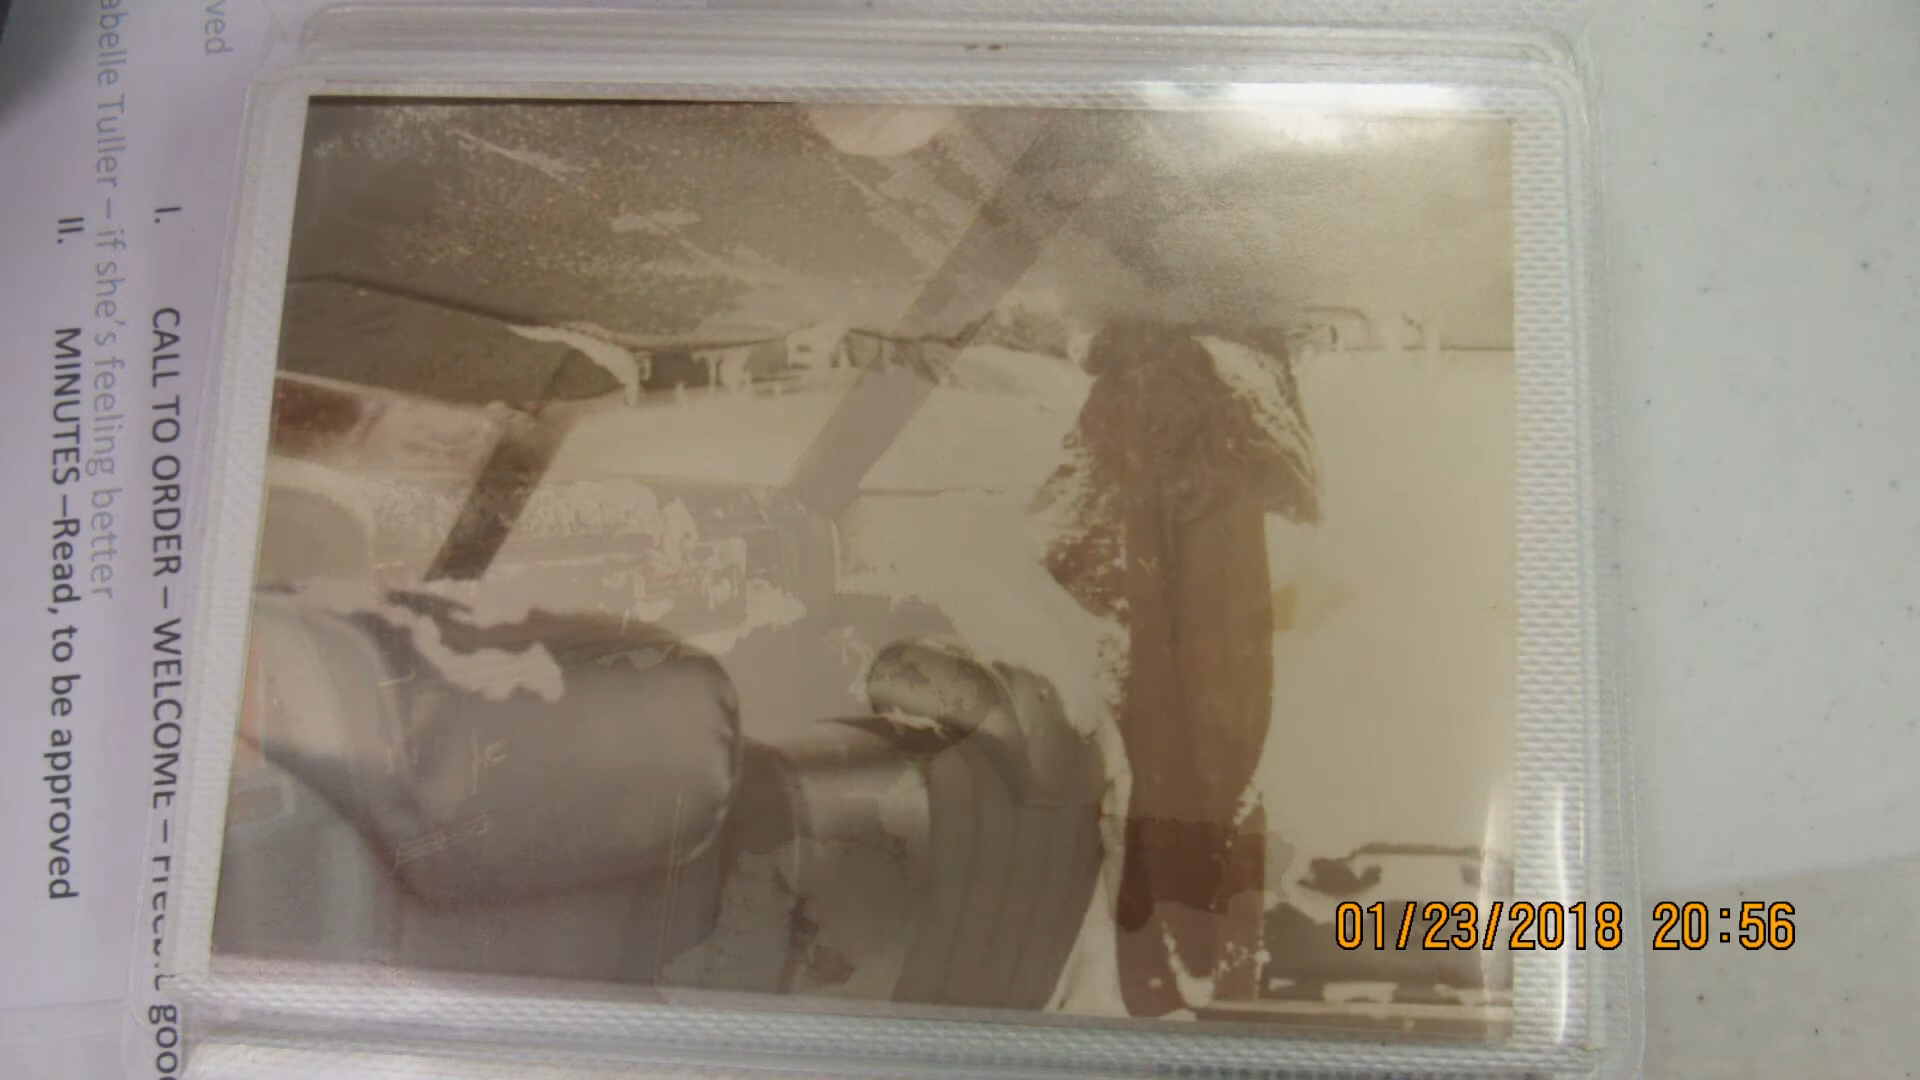 ved
I. CALL TO ORDER – WELCOME –
abelle Tuller – if she's feeling better
II. MINUTES –Read, to be approved
01/23/2018 20:56